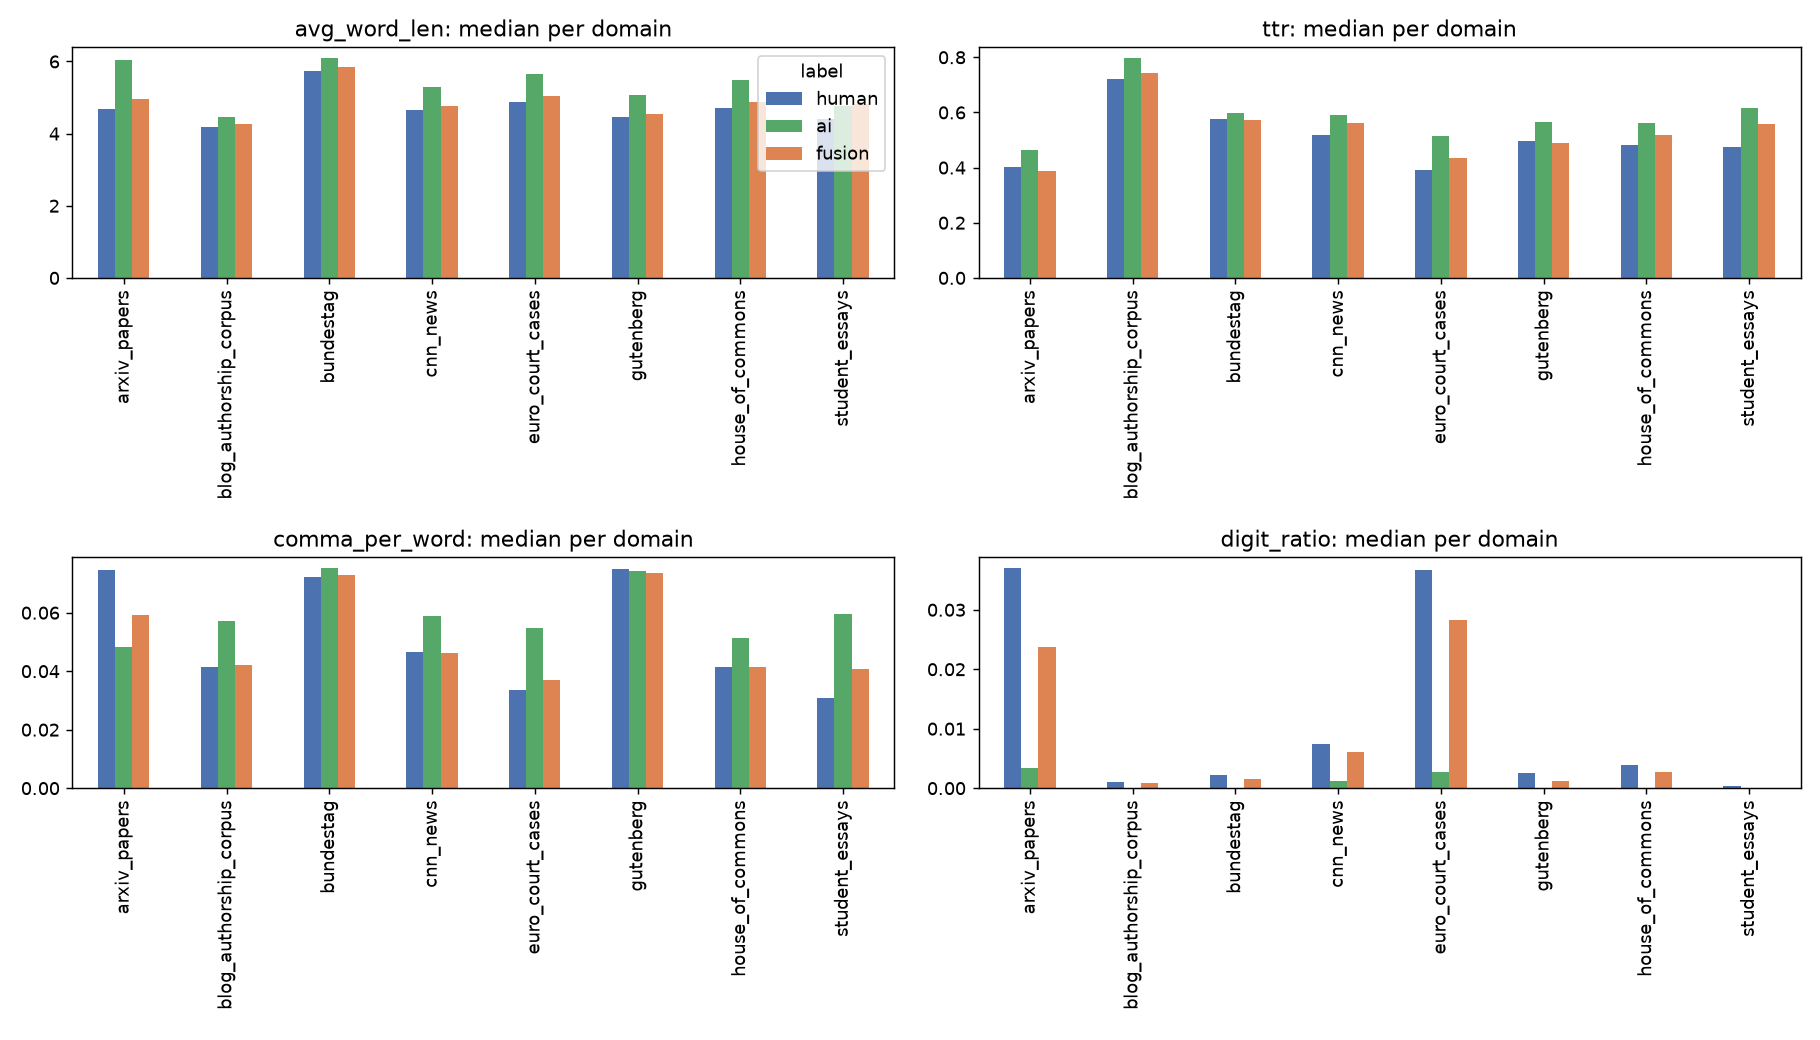 avg_word_len: median per domain
6
4
2
0
label
human
ai
fusion
arxiv_papers
blog_authorship_corpus
bundestag
cnn_news
euro_court_cases
gutenberg
house_of_commons
student_essays
ttr: median per domain
0.8
0.6
0.4
0.2
0.0
arxiv_papers
blog_authorship_corpus
bundestag
cnn_news
euro_court_cases
gutenberg
house_of_commons
student_essays
comma_per_word: median per domain
0.06
0.04
0.02
0.00
arxiv_papers
blog_authorship_corpus
bundestag
cnn_news
euro_court_cases
gutenberg
house_of_commons
student_essays
digit_ratio: median per domain
0.03
0.02
0.01
0.00
arxiv_papers
blog_authorship_corpus
bundestag
cnn_news
euro_court_cases
gutenberg
house_of_commons
student_essays